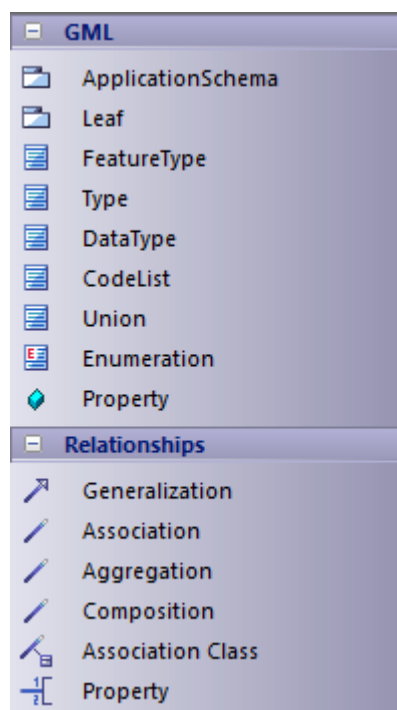 GML
ApplicationSchema
Leaf
FeatureType
Type
DataType
CodeList
Union
Enumeration
Property
Relationships
Generalization
Association
Aggregation
Composition
Association Class
Property